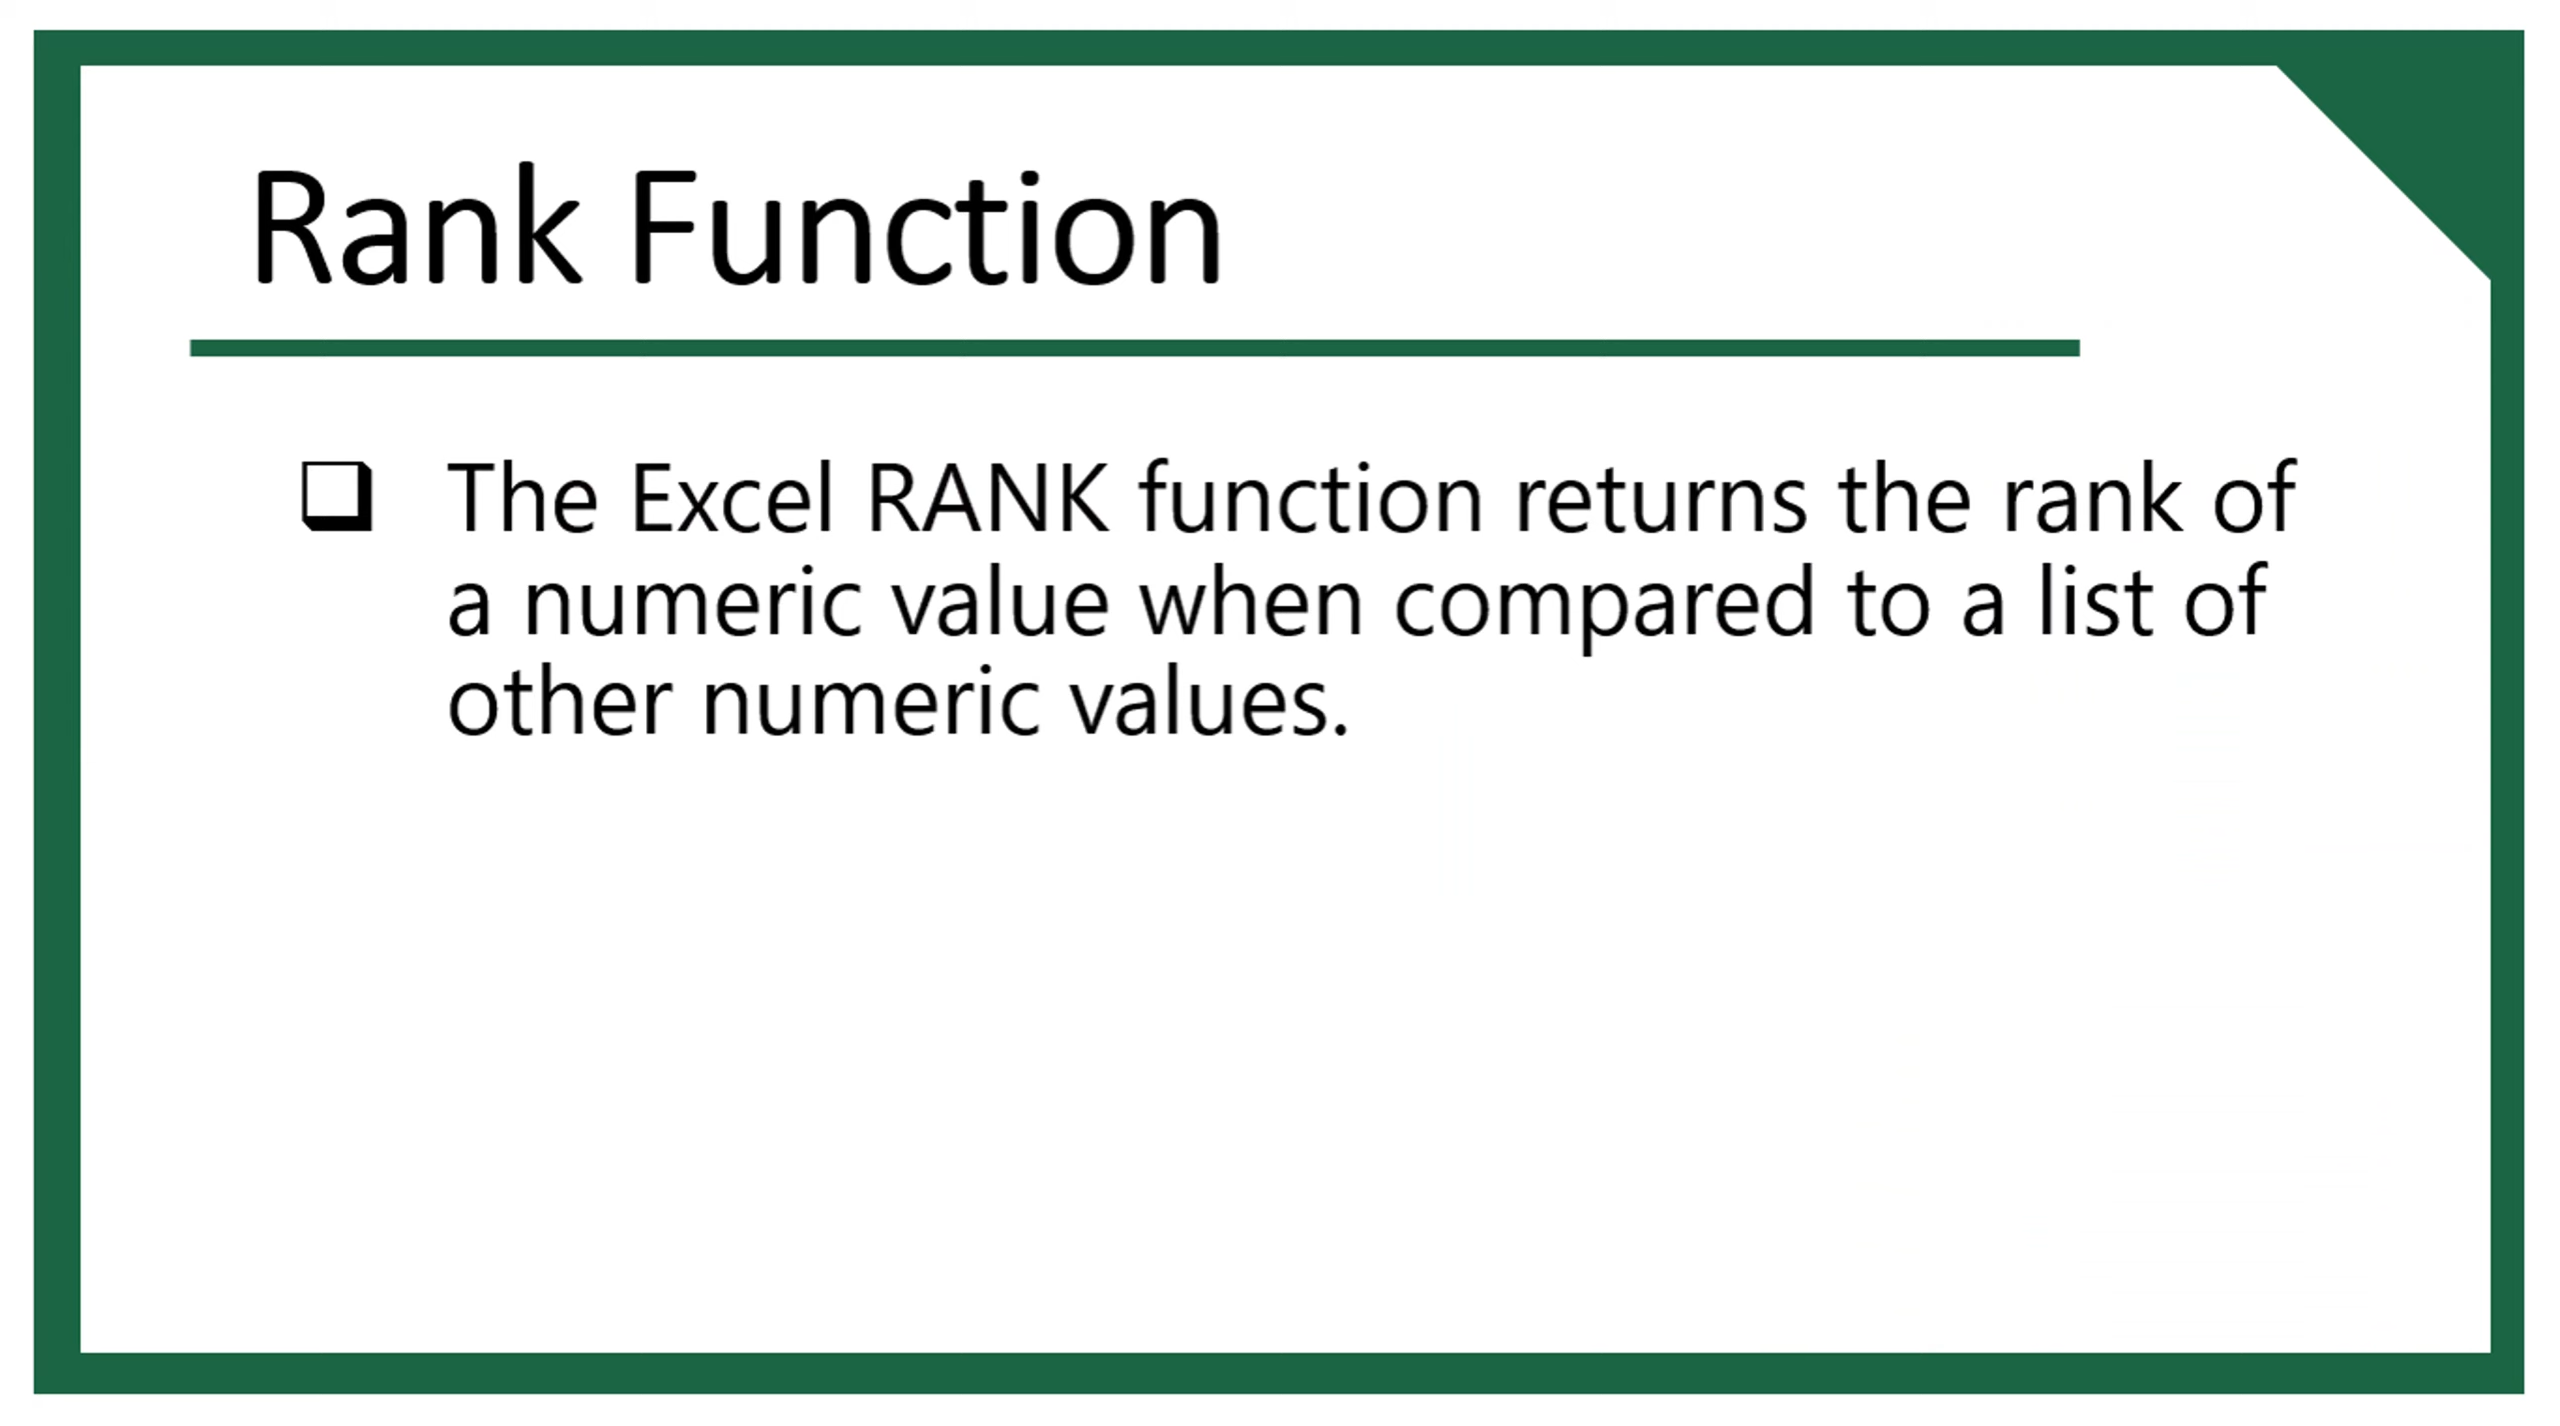 Rank Function
The Excel RANK function returns the rank of
a numeric value when compared to a list of
other numeric values.